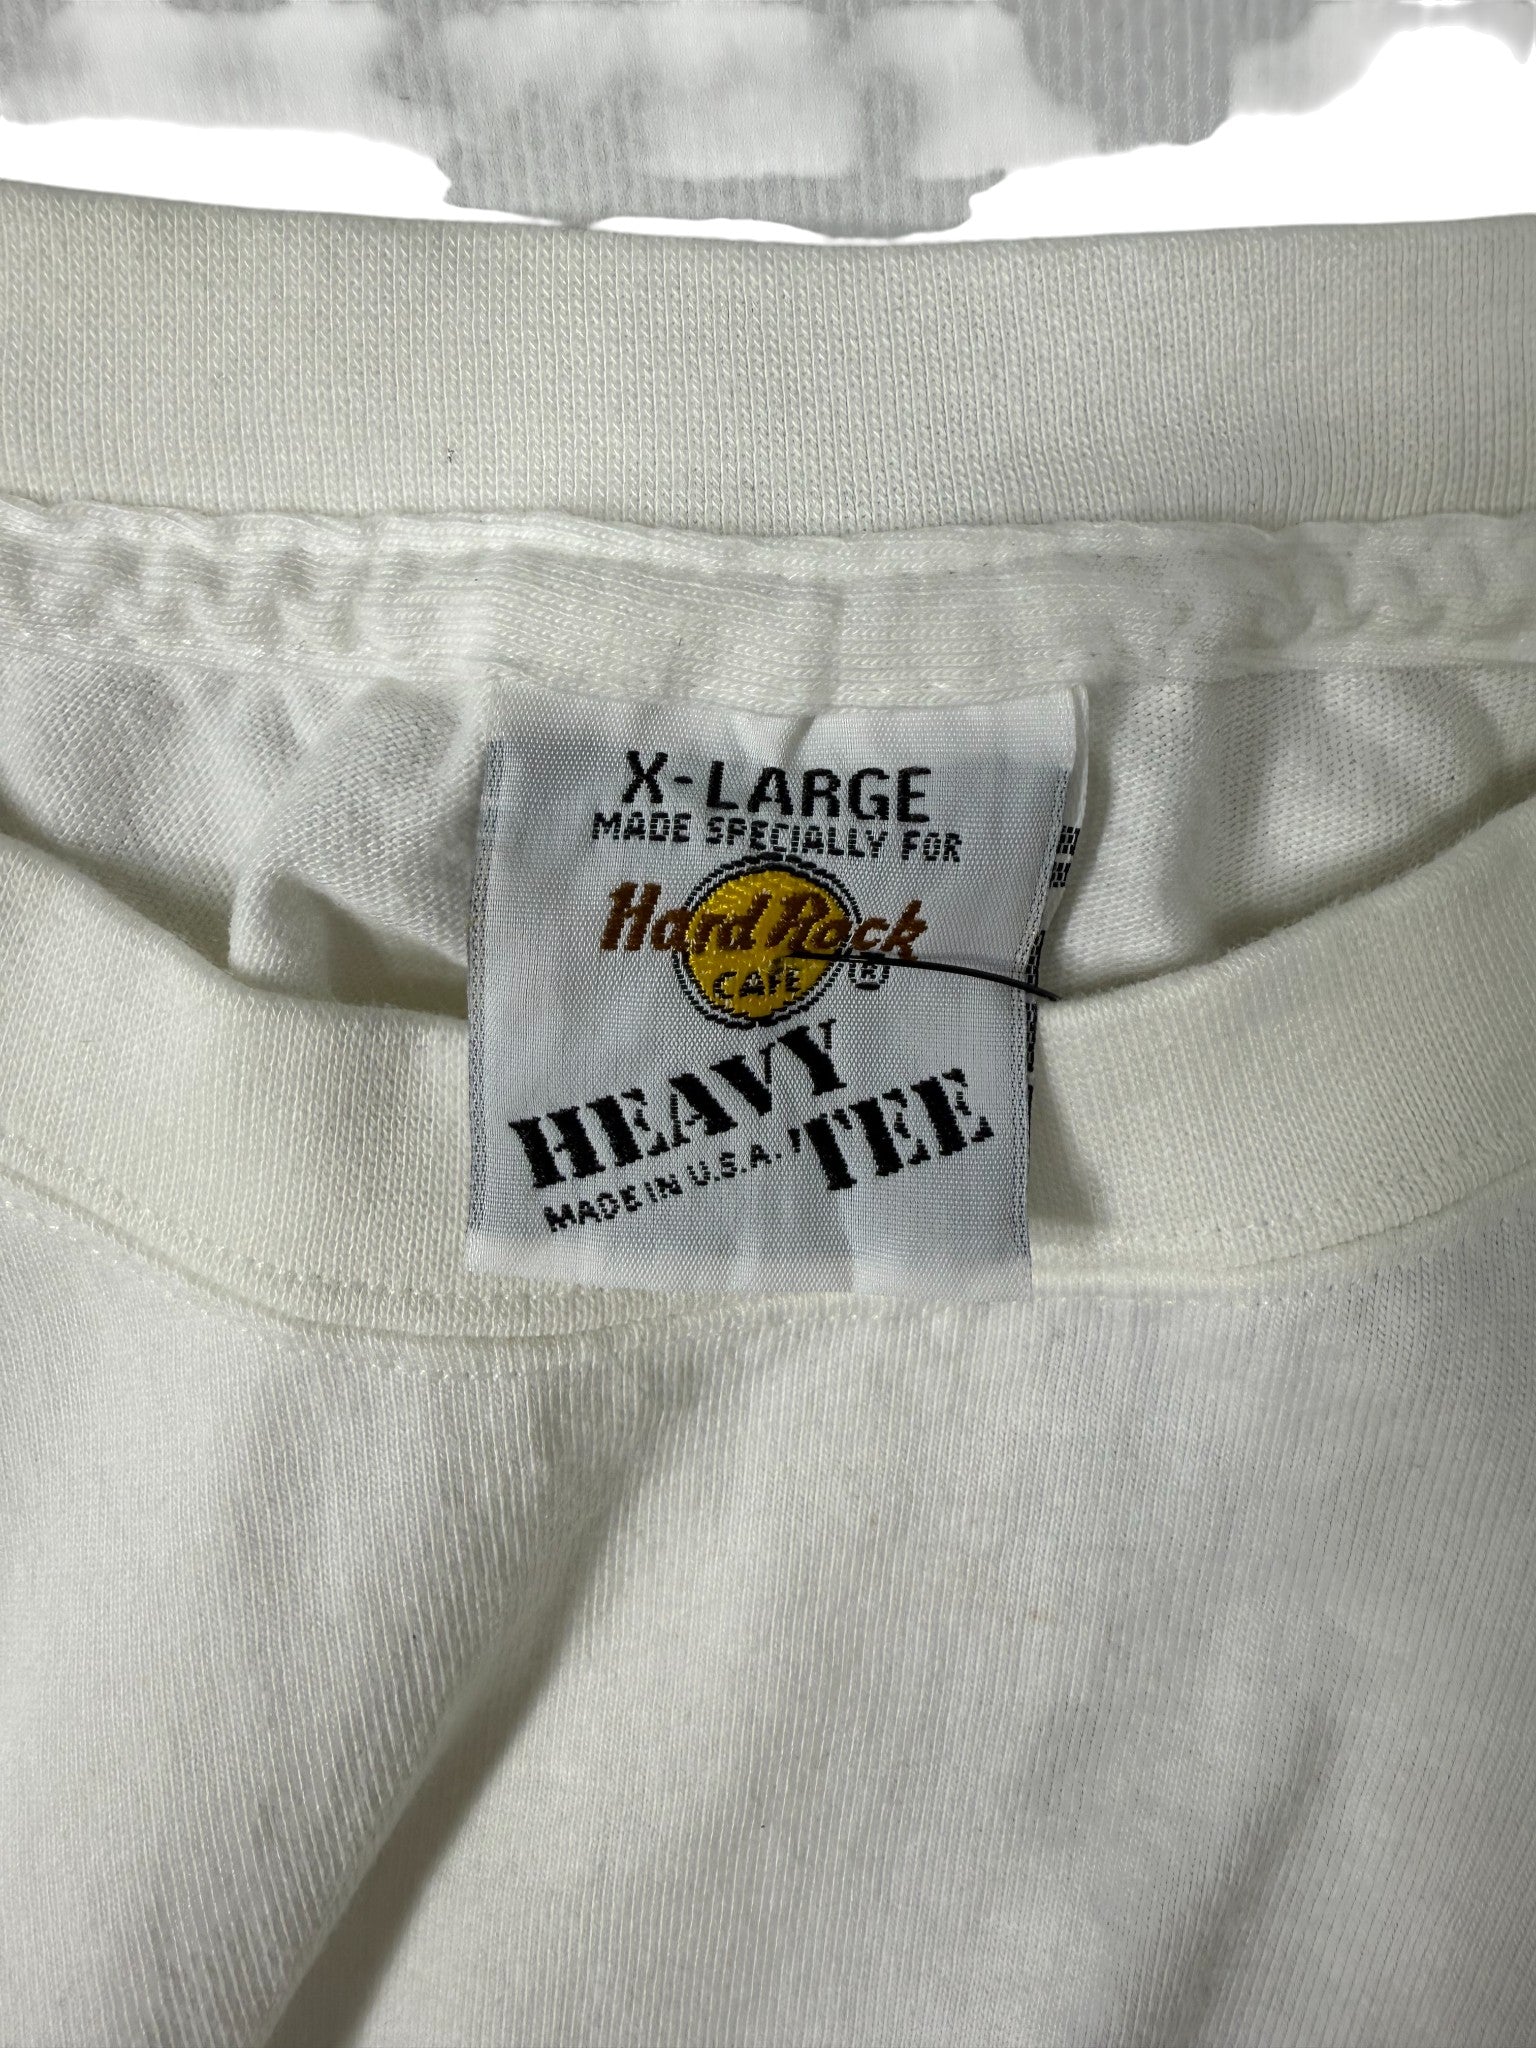 X-LARGE
MADE SPECIALLY FOR
Hard Rock
CAFE ®
HEAVY
'TEE
MADE IN U.S.A.